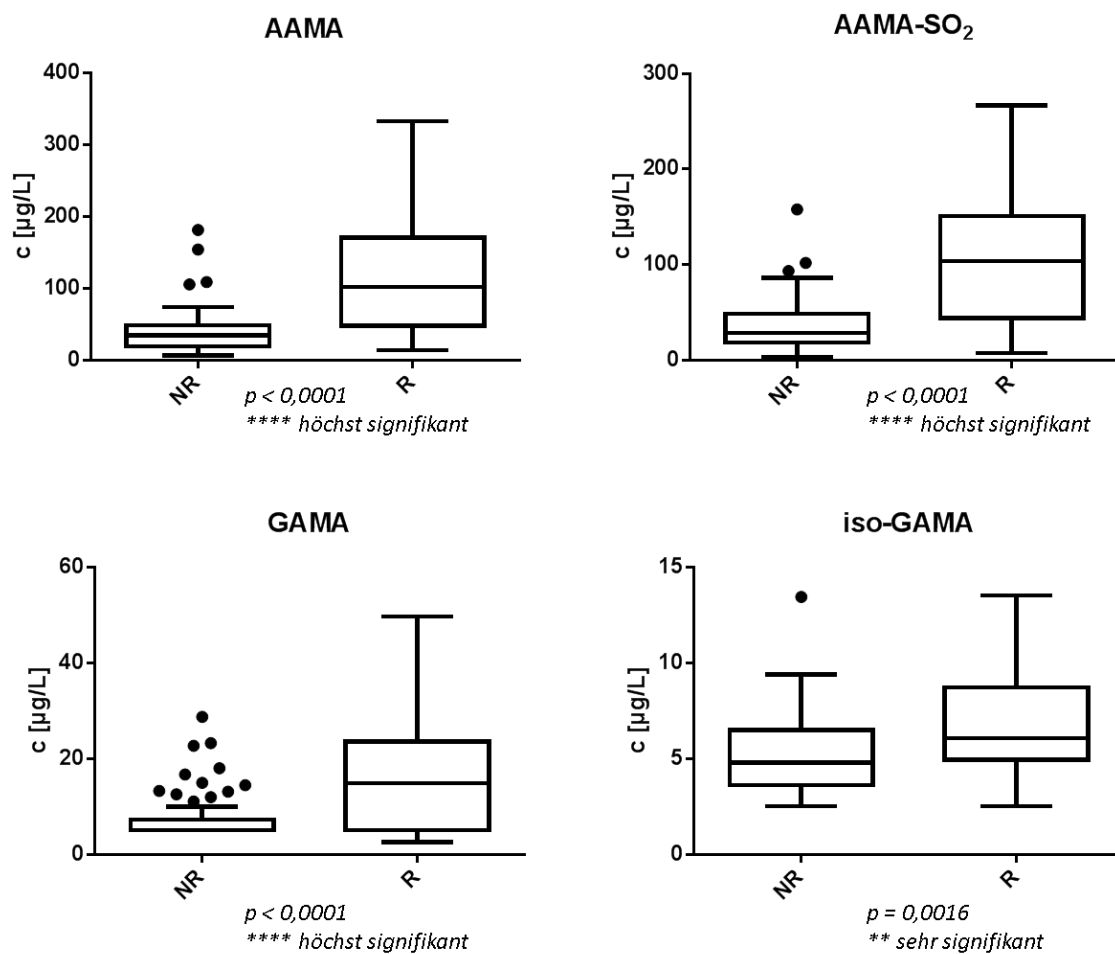 AAMA
400
300
200
100
0
c [µg/L]
NR
R
p < 0,0001
**** höchst signifikant
AAMA-SO₂
300
200
100
0
c [µg/L]
NR
R
p < 0,0001
**** höchst signifikant
GAMA
60
40
20
0
c [µg/L]
NR
R
p < 0,0001
**** höchst signifikant
iso-GAMA
15
10
5
0
c [µg/L]
NR
R
p = 0,0016
** sehr signifikant